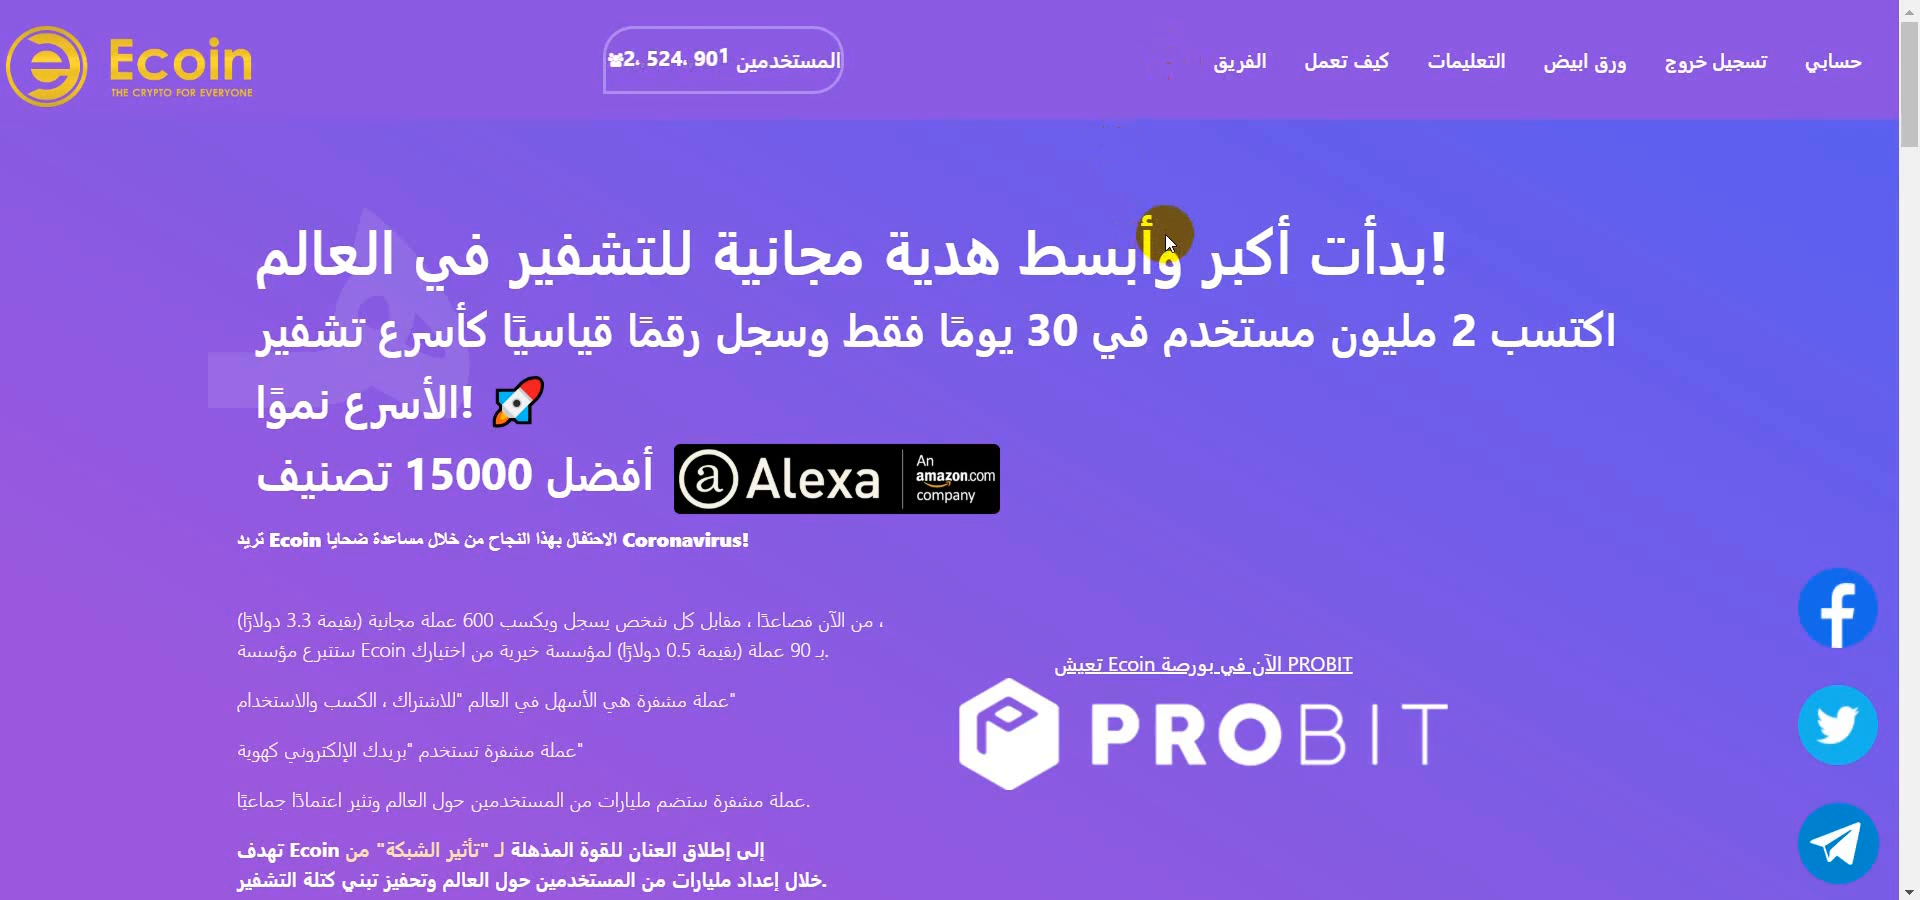 Ecoin
THE CRYPTO FOR EVERYONE
المستخدمين 2، 524، 901
حسابي
تسجيل خروج
ورق ابيض
التعليمات
كيف تعمل
الفريق
بدأت أكبر وأبسط هدية مجانية للتشفير في العالم!
اكتسب 2 مليون مستخدم في 30 يومًا فقط وسجل رقمًا قياسيًا كأسرع تشفير
الأسرع نموًا! 🚀
أفضل 15000 تصنيف
a Alexa
An
amazon.com
company
تريد Ecoin الاحتفال بهذا النجاح من خلال مساعدة ضحايا Coronavirus!
، من الآن فصاعدًا ، مقابل كل شخص يسجل ويكسب 600 عملة مجانية (بقيمة 3.3 دولارًا)
ستتبرع مؤسسة Ecoin بـ 90 عملة (بقيمة 0.5 دولارًا) لمؤسسة خيرية من اختيارك.
عملة مشفرة هي الأسهل في العالم "للاشتراك ، الكسب والاستخدام"
عملة مشفرة تستخدم "بريدك الإلكتروني كهوية"
عملة مشفرة ستضم مليارات من المستخدمين حول العالم وتثير اعتمادًا جماعيًا.
تهدف Ecoin إلى إطلاق العنان للقوة المذهلة لـ "تأثير الشبكة" من
خلال إعداد مليارات من المستخدمين حول العالم وتحفيز تبني كتلة التشفير.
تعيش Ecoin الآن في بورصة PROBIT
PROBIT